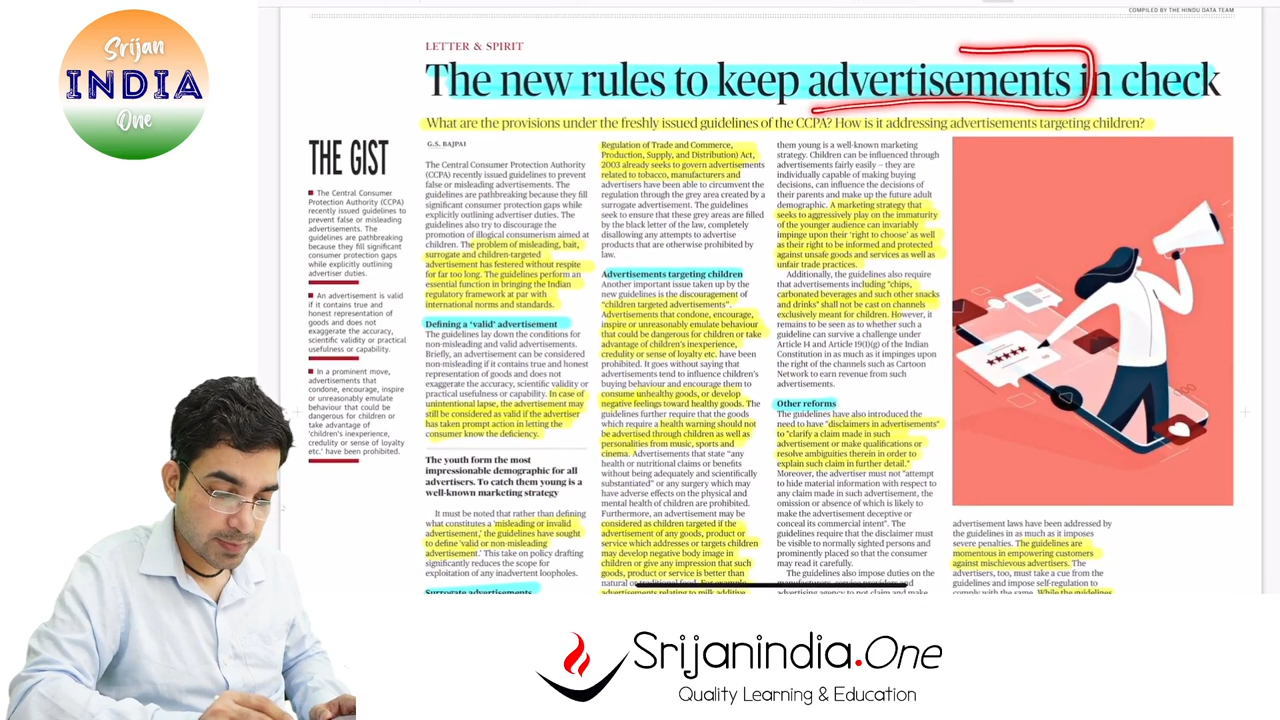 COMPILED BY THE HINDU DATA TEAM
Srijan
INDIA
One
LETTER & SPIRIT
The new rules to keep advertisements in check
What are the provisions under the freshly issued guidelines of the CCPA? How is it addressing advertisements targeting children?
THE GIST
The Central Consumer
Protection Authority (CCPA)
recently issued guidelines to
prevent false or misleading
advertisements. The
guidelines are pathbreaking
because they fill significant
consumer protection gaps
while explicitly outlining
advertiser duties.
An advertisement is valid
if it contains true and
honest representation of
goods and does not
exaggerate the accuracy,
scientific validity or practical
usefulness or capability.
In a prominent move,
advertisements that
condone, encourage, inspire
or unreasonably emulate
behaviour that could be
dangerous for children or
take advantage of
'children's inexperience,
credulity or sense of loyalty
etc.' have been prohibited.
G.S. BAJPAI
The Central Consumer Protection Authority
(CCPA) recently issued guidelines to prevent
false or misleading advertisements. The
guidelines are pathbreaking because they fill
significant consumer protection gaps while
explicitly outlining advertiser duties. The
guidelines also try to discourage the
promotion of illogical consumerism aimed at
children. The problem of misleading, bait,
surrogate and children-targeted
advertisement has festered without respite
for far too long. The guidelines perform an
essential function in bringing the Indian
regulatory framework at par with
international norms and standards.
Defining a 'valid' advertisement
The guidelines lay down the conditions for
non-misleading and valid advertisements.
Briefly, an advertisement can be considered
non-misleading if it contains true and honest
representation of goods and does not
exaggerate the accuracy, scientific validity or
practical usefulness or capability. In case of
unintentional lapse, the advertisement may
still be considered as valid if the advertiser
has taken prompt action in letting the
consumer know the deficiency.
The youth form the most
impressionable demographic for all
advertisers. To catch them young is a
well-known marketing strategy
It must be noted that rather than defining
what constitutes a 'misleading or invalid
advertisement,' the guidelines have sought
to define 'valid or non-misleading
advertisement.' This take on policy drafting
significantly reduces the scope for
exploitation of any inadvertent loopholes.
Surrogate advertisements
Regulation of Trade and Commerce,
Production, Supply, and Distribution) Act,
2003 already seeks to govern advertisements
related to tobacco, manufacturers and
advertisers have been able to circumvent the
regulation through the grey area created by a
surrogate advertisement. The guidelines
seek to ensure that these grey areas are filled
by the black letter of the law, completely
disallowing any attempts to advertise
products that are otherwise prohibited by
law.
Advertisements targeting children
Another important issue taken up by the
new guidelines is the discouragement of
"children targeted advertisements".
Advertisements that condone, encourage,
inspire or unreasonably emulate behaviour
that could be dangerous for children or take
advantage of children's inexperience,
credulity or sense of loyalty etc. have been
prohibited. It goes without saying that
advertisements tend to influence children's
buying behaviour and encourage them to
consume unhealthy goods, or develop
negative feelings toward healthy goods. The
guidelines further require that the goods
which require a health warning should not
be advertised through children as well as
personalities from music, sports and
cinema. Advertisements that state "any
health or nutritional claims or benefits
without being adequately and scientifically
substantiated" or any surgery which may
have adverse effects on the physical and
mental health of children are prohibited.
Furthermore, an advertisement may be
considered as children targeted if the
advertisement of any goods, product or
service which addresses or targets children
may develop negative body image in
children or give any impression that such
goods, product or service is better than
natural or traditional food. For example,
advertisements relating to milk additive
them young is a well-known marketing
strategy. Children can be influenced through
advertisements fairly easily – they are
individually capable of making buying
decisions, can influence the decisions of
their parents and make up the future adult
demographic. A marketing strategy that
seeks to aggressively play on the immaturity
of the younger audience can invariably
impinge upon their 'right to choose' as well
as their right to be informed and protected
against unsafe goods and services as well as
unfair trade practices.
Additionally, the guidelines also require
that advertisements including "chips,
carbonated beverages and such other snacks
and drinks" shall not be cast on channels
exclusively meant for children. However, it
remains to be seen as to whether such a
guideline can survive a challenge under
Article 14 and Article 19(1)(g) of the Indian
Constitution in as much as it impinges upon
the right of the channels such as Cartoon
Network to earn revenue from such
advertisements.
Other reforms
The guidelines have also introduced the
need to have "disclaimers in advertisements"
to "clarify a claim made in such
advertisement or make qualifications or
resolve ambiguities therein in order to
explain such claim in further detail."
Moreover, the advertiser must not "attempt
to hide material information with respect to
any claim made in such advertisement, the
omission or absence of which is likely to
make the advertisement deceptive or
conceal its commercial intent". The
guidelines require that the disclaimer must
be visible to normally sighted persons and
prominently placed so that the consumer
may read it carefully.
The guidelines also impose duties on the
manufacturers, service providers and
advertising agency to not claim and make
advertisement laws have been addressed by
the guidelines in as much as it imposes
severe penalties. The guidelines are
momentous in empowering customers
against mischievous advertisers. The
advertisers, too, must take a cue from the
guidelines and impose self-regulation to
comply with the same. While the guidelines
Srijanindia.One
Quality Learning & Education